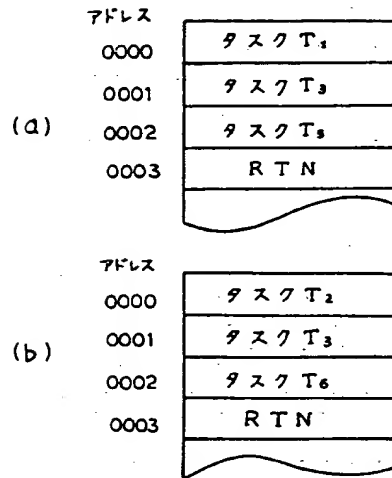 アドレス
0000 タスクT₁
0001 タスクT₃
(a)
0002 タスクT₅
0003 RTN
アドレス
0000 タスクT₂
0001 タスクT₃
(b)
0002 タスクT₆
0003 RTN